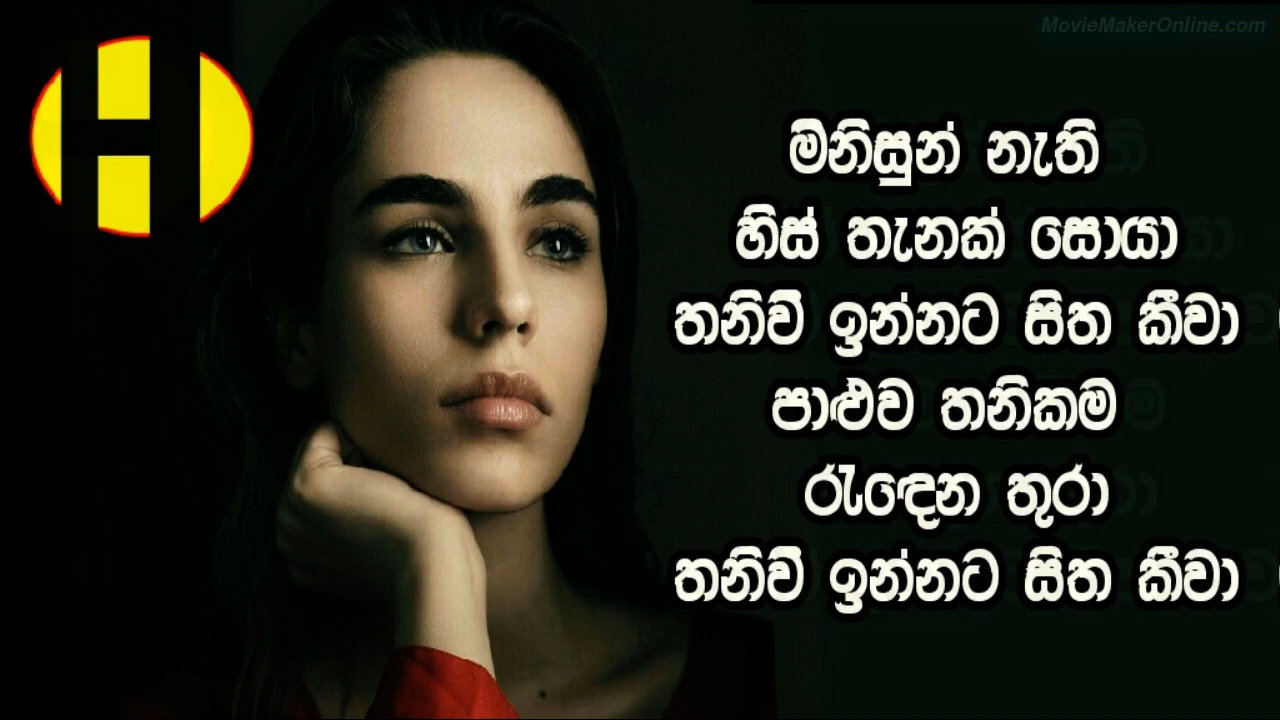 MovieMakerOnline.com
H
මිනිසුන් නැති
හිස් තැනක් සොයා
තනිව් ඉන්නට සිත කීවා
පාළුව තනිකම
රැඳෙන තුරා
තනිව් ඉන්නට සිත කීවා